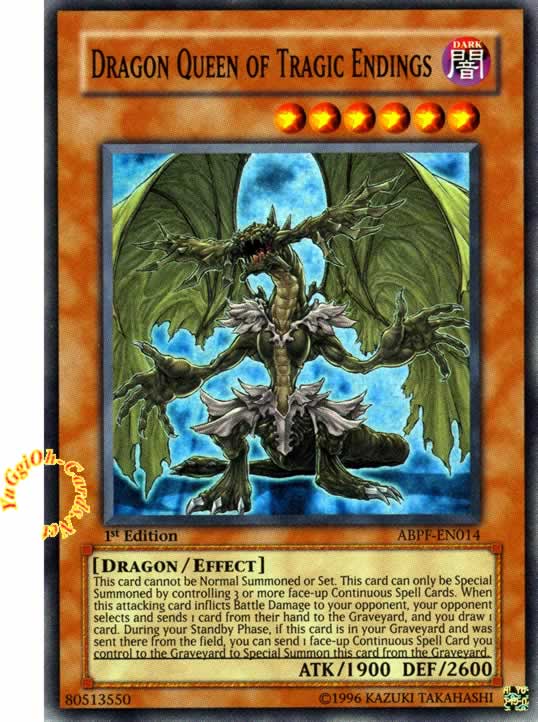 DRAGON QUEEN OF TRAGIC ENDINGS
DARK
闇
1st Edition
ABPF-EN014
[DRAGON/EFFECT]
This card cannot be Normal Summoned or Set. This card can only be Special
Summoned by controlling 3 or more face-up Continuous Spell Cards. When
this attacking card inflicts Battle Damage to your opponent, your opponent
selects and sends 1 card from their hand to the Graveyard, and you draw 1
card. During your Standby Phase, if this card is in your Graveyard and was
sent there from the field, you can send 1 face-up Continuous Spell Card you
control to the Graveyard to Special Summon this card from the Graveyard.
ATK/1900 DEF/2600
80513550
©1996 KAZUKI TAKAHASHI
YuGgiOh-Cards.Net